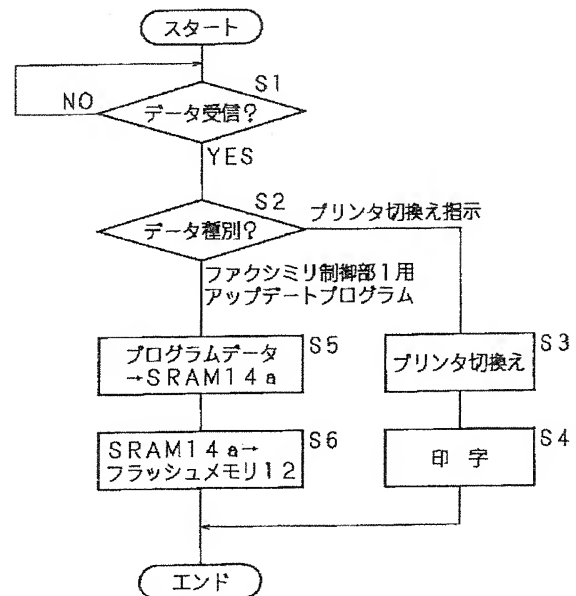 スタート
S1
NO
データ受信?
YES
S2
プリンタ切換え指示
データ種別?
ファクシミリ制御部1用
アップデートプログラム
プログラムデータ
→SRAM14a
S5
プリンタ切換え
S3
SRAM14a→
フラッシュメモリ12
S6
印 字
S4
エンド